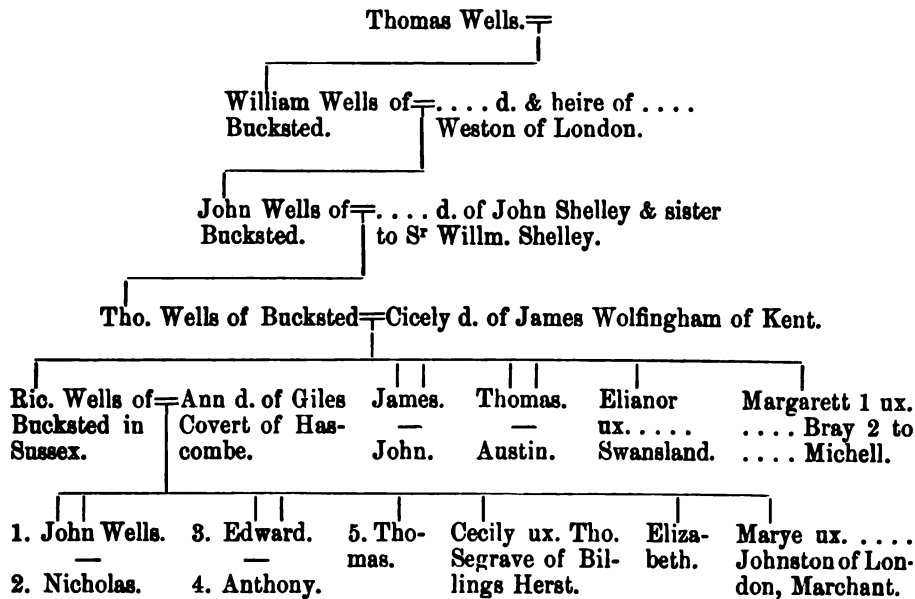 Thomas Wells.
William Wells of = . . . . d. & heire of . . . .
Bucksted. Weston of London.
John Wells of = . . . . d. of John Shelley & sister
Bucksted. to Sr Willm. Shelley.
Tho. Wells of Bucksted = Cicely d. of James Wolfingham of Kent.
Ric. Wells of = Ann d. of Giles James. Thomas. Elianor Margarett 1 ux.
Bucksted in Covert of Has- — — ux. . . . . . . . . Bray 2 to
Sussex. combe. John. Austin. Swansland. . . . . Michell.
1. John Wells. 3. Edward. 5. Tho- Cecily ux. Tho. Eliza- Marye ux. . . . .
— — mas. Segrave of Bil- beth. Johnston of Lon-
2. Nicholas. 4. Anthony. lings Herst. don, Marchant.